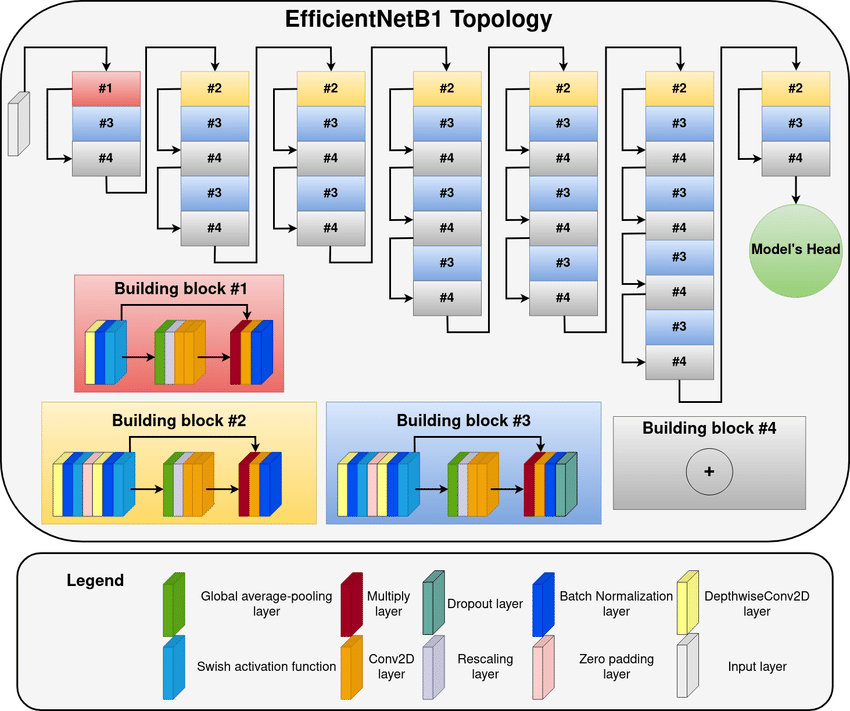 EfficientNetB1 Topology
#1
#3
#4
#2
#3
#4
#3
#4
#2
#3
#4
#3
#4
#2
#3
#4
#3
#4
#3
#4
#2
#3
#4
#3
#4
#3
#4
#2
#3
#4
#3
#4
#3
#4
#3
#4
#2
#3
#4
Model's Head
Building block #1
Building block #2
Building block #3
Building block #4
+
Legend
Global average-pooling
layer
Multiply
layer
Dropout layer
Batch Normalization
layer
DepthwiseConv2D
layer
Swish activation function
Conv2D
layer
Rescaling
layer
Zero padding
layer
Input layer